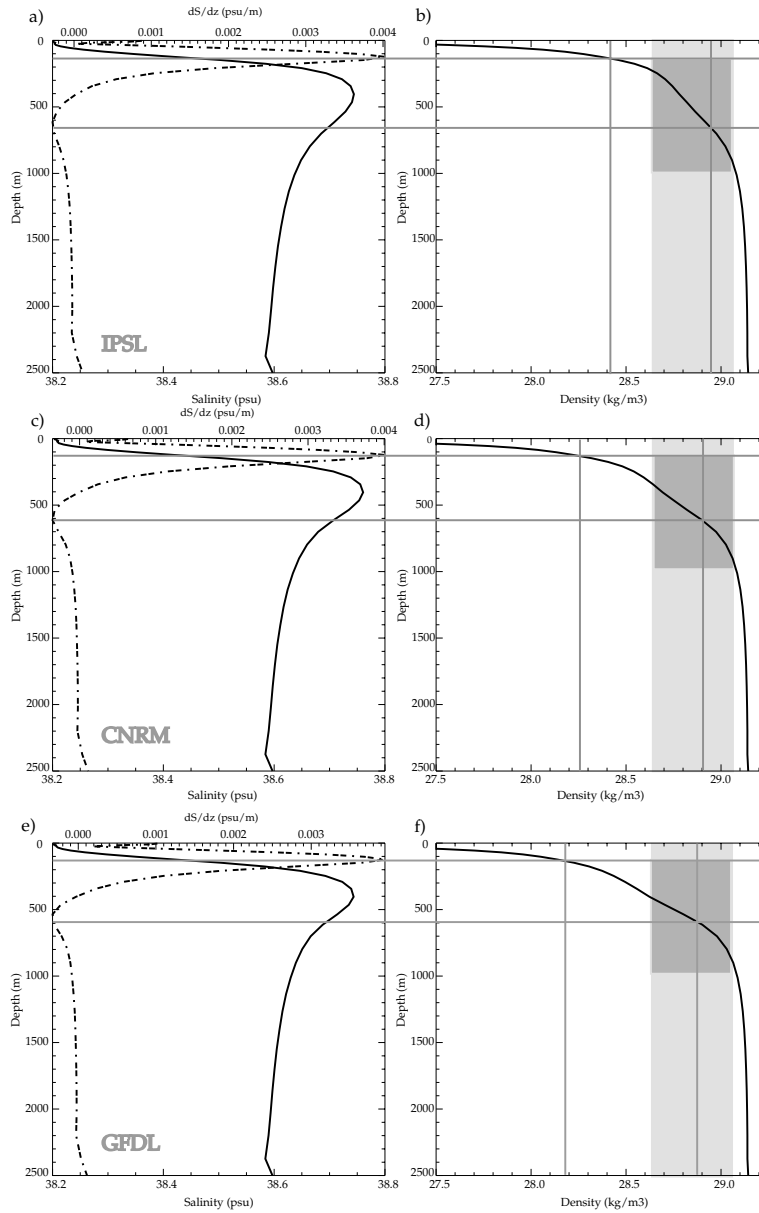 dS/dz (psu/m)
a) 0.000 0.001 0.002 0.003 0.004 b)
0
500
1000
1500
2000
2500
Depth (m)
IPSL
38.2 38.4 38.6 38.8
Salinity (psu)
0
500
1000
1500
2000
2500
Depth (m)
27.5 28.0 28.5 29.0
Density (kg/m3)
dS/dz (psu/m)
c) 0.000 0.001 0.002 0.003 0.004 d)
0
500
1000
1500
2000
2500
Depth (m)
CNRM
38.2 38.4 38.6 38.8
Salinity (psu)
0
500
1000
1500
2000
2500
Depth (m)
27.5 28.0 28.5 29.0
Density (kg/m3)
dS/dz (psu/m)
e) 0.000 0.001 0.002 0.003 f)
0
500
1000
1500
2000
2500
Depth (m)
GFDL
38.2 38.4 38.6 38.8
Salinity (psu)
0
500
1000
1500
2000
2500
Depth (m)
27.5 28.0 28.5 29.0
Density (kg/m3)